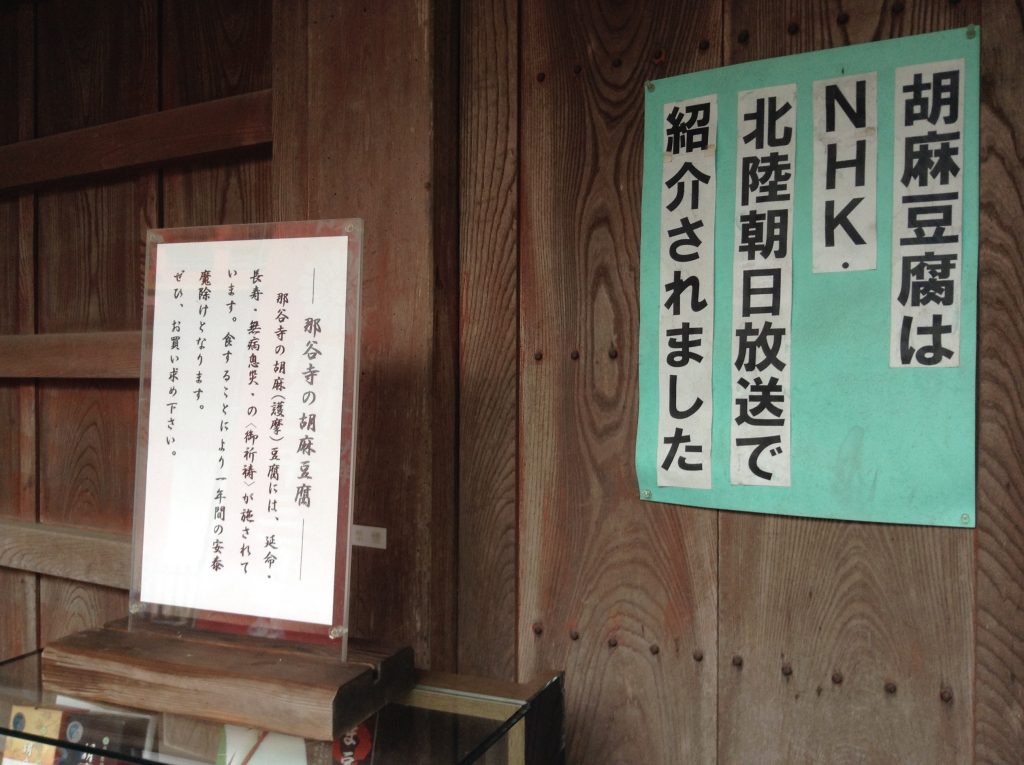 胡麻豆腐は
NHK・
北陸朝日放送で
紹介されました
那谷寺の胡麻豆腐
那谷寺の胡麻(護摩)豆腐には、延命・
長寿・無病息災・の〈御祈祷〉が施されて
います。食することにより一年間の安泰
魔除けとなります。
ぜひ、お買い求め下さい。